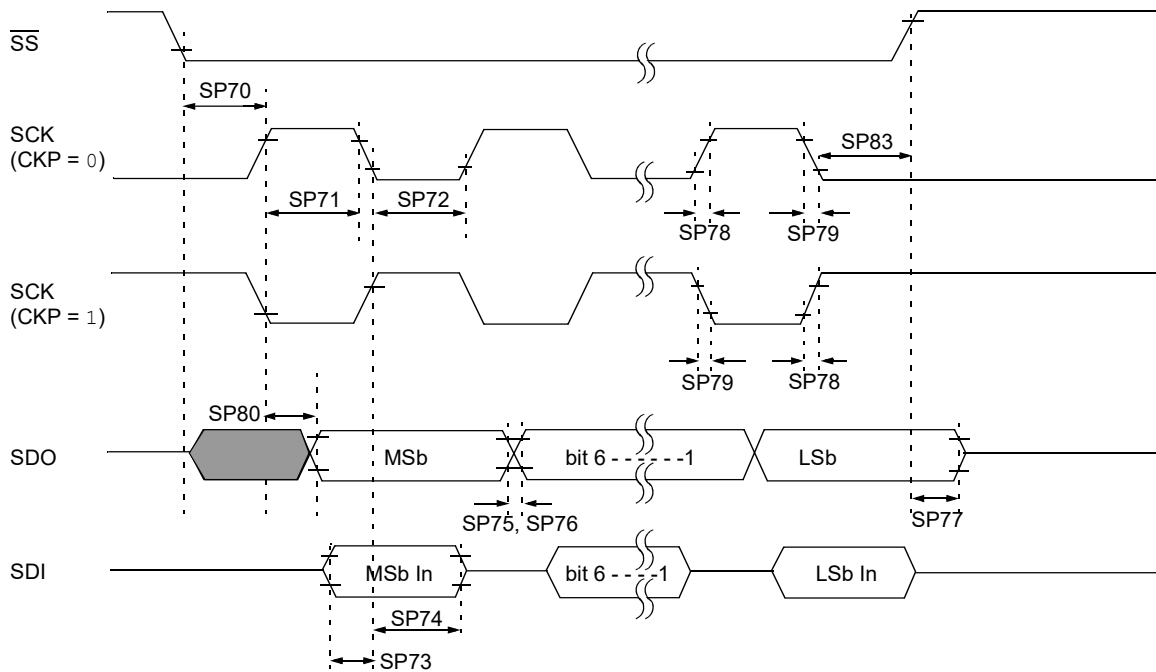 SS
SP70
SCK
(CKP = 0)
SP83
SP71
SP72
SP78
SP79
SCK
(CKP = 1)
SP79
SP78
SP80
SDO
MSb
bit 6 - - - - - -1
LSb
SP75, SP76
SP77
SDI
MSb In
bit 6 - - - - -1
LSb In
SP74
SP73